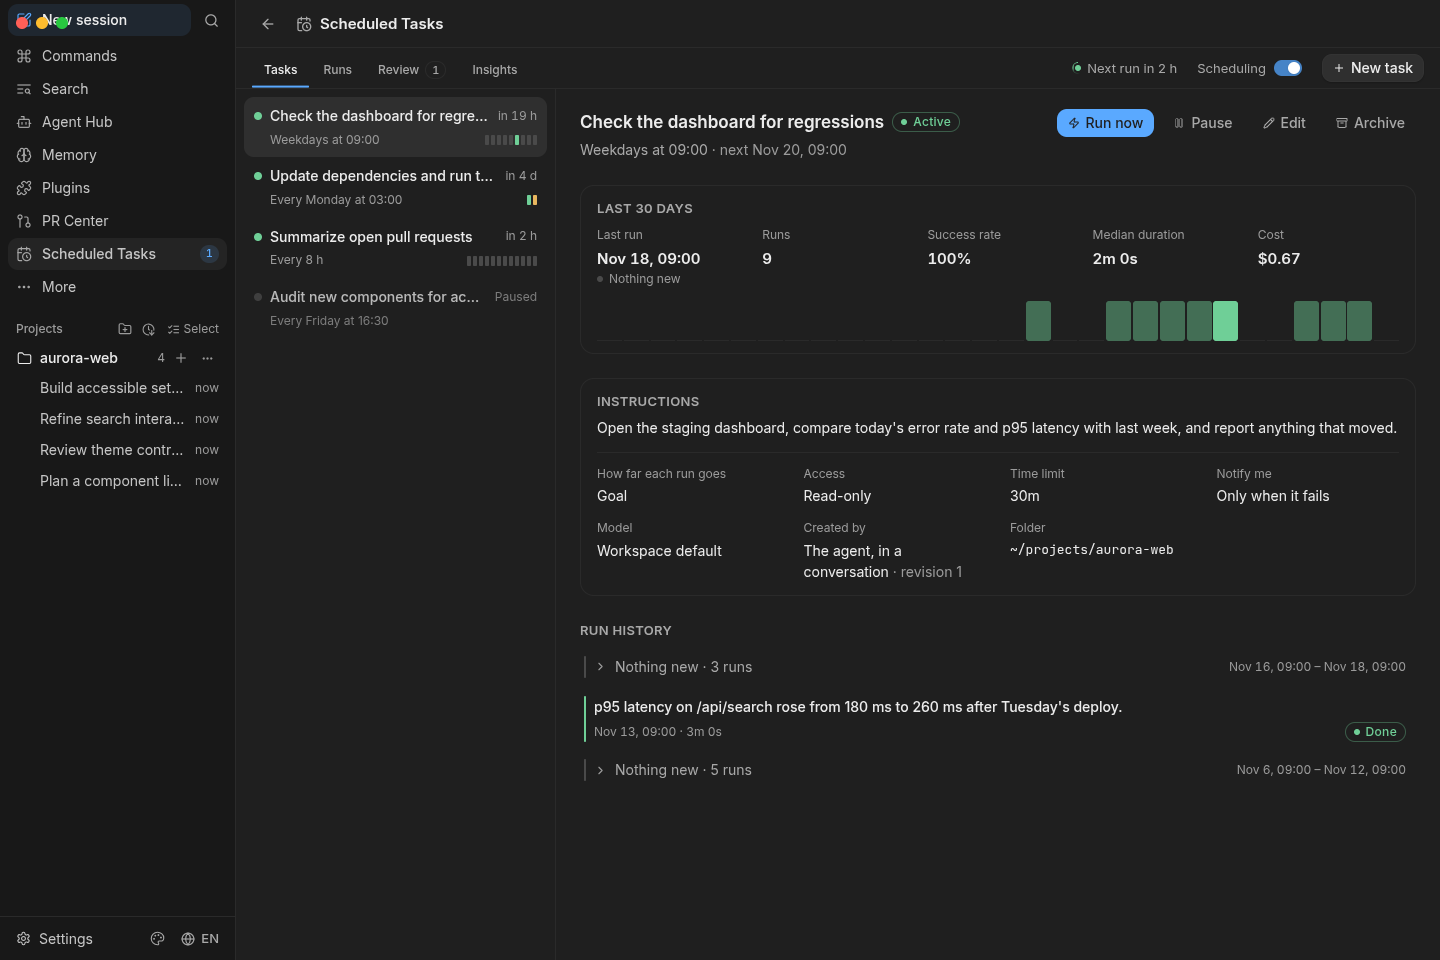 New session
Commands
Search
Agent Hub
Memory
Plugins
PR Center
Scheduled Tasks 1
More
Projects Select
aurora-web 4
Build accessible set... now
Refine search intera... now
Review theme contr... now
Plan a component li... now
Settings EN
Scheduled Tasks
Tasks Runs Review 1 Insights
Next run in 2 h Scheduling New task
Check the dashboard for regre... in 19 h
Weekdays at 09:00
Update dependencies and run t... in 4 d
Every Monday at 03:00
Summarize open pull requests in 2 h
Every 8 h
Audit new components for ac... Paused
Every Friday at 16:30
Check the dashboard for regressions Active
Run now Pause Edit Archive
Weekdays at 09:00 · next Nov 20, 09:00
LAST 30 DAYS
Last run Runs Success rate Median duration Cost
Nov 18, 09:00 9 100% 2m 0s $0.67
Nothing new
INSTRUCTIONS
Open the staging dashboard, compare today's error rate and p95 latency with last week, and report anything that moved.
How far each run goes Access Time limit Notify me
Goal Read-only 30m Only when it fails
Model Created by Folder
Workspace default The agent, in a ~/projects/aurora-web
conversation · revision 1
RUN HISTORY
Nothing new · 3 runs Nov 16, 09:00 – Nov 18, 09:00
p95 latency on /api/search rose from 180 ms to 260 ms after Tuesday's deploy.
Nov 13, 09:00 · 3m 0s Done
Nothing new · 5 runs Nov 6, 09:00 – Nov 12, 09:00